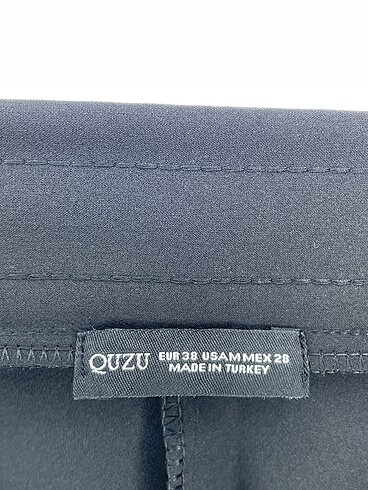 QUZU EUR 38 USA M MEX 28
MADE IN TURKEY